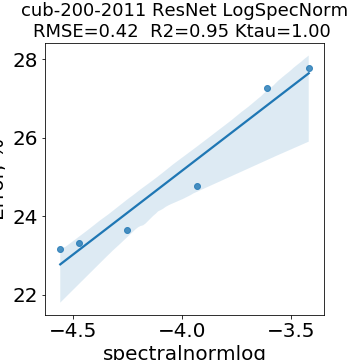 cub-200-2011 ResNet LogSpecNorm
RMSE=0.42 R2=0.95 Ktau=1.00
28
26
24
22
−4.5 −4.0 −3.5
spectralnormlog